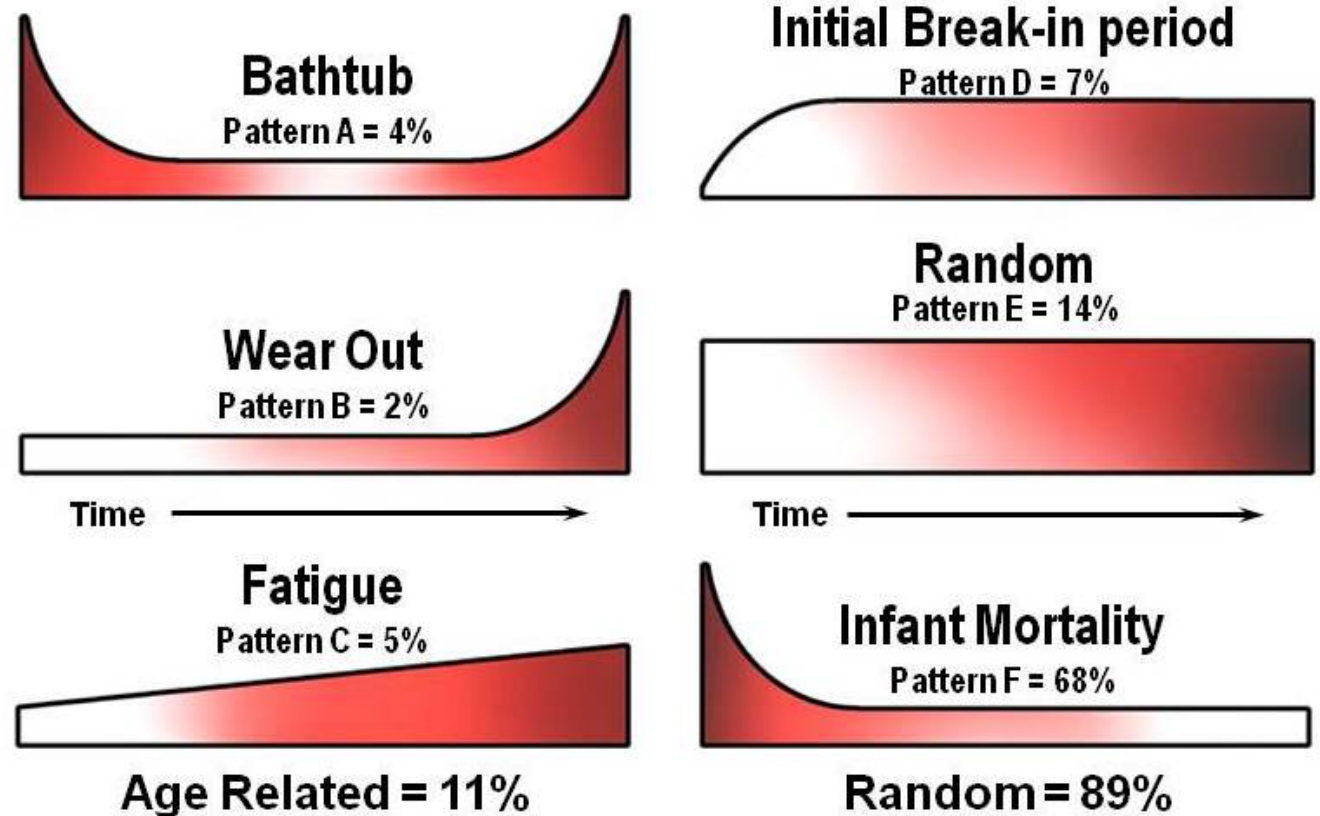 Bathtub
Pattern A = 4%
Wear Out
Pattern B = 2%
Time
Fatigue
Pattern C = 5%
Age Related = 11%
Initial Break-in period
Pattern D = 7%
Random
Pattern E = 14%
Time
Infant Mortality
Pattern F = 68%
Random = 89%